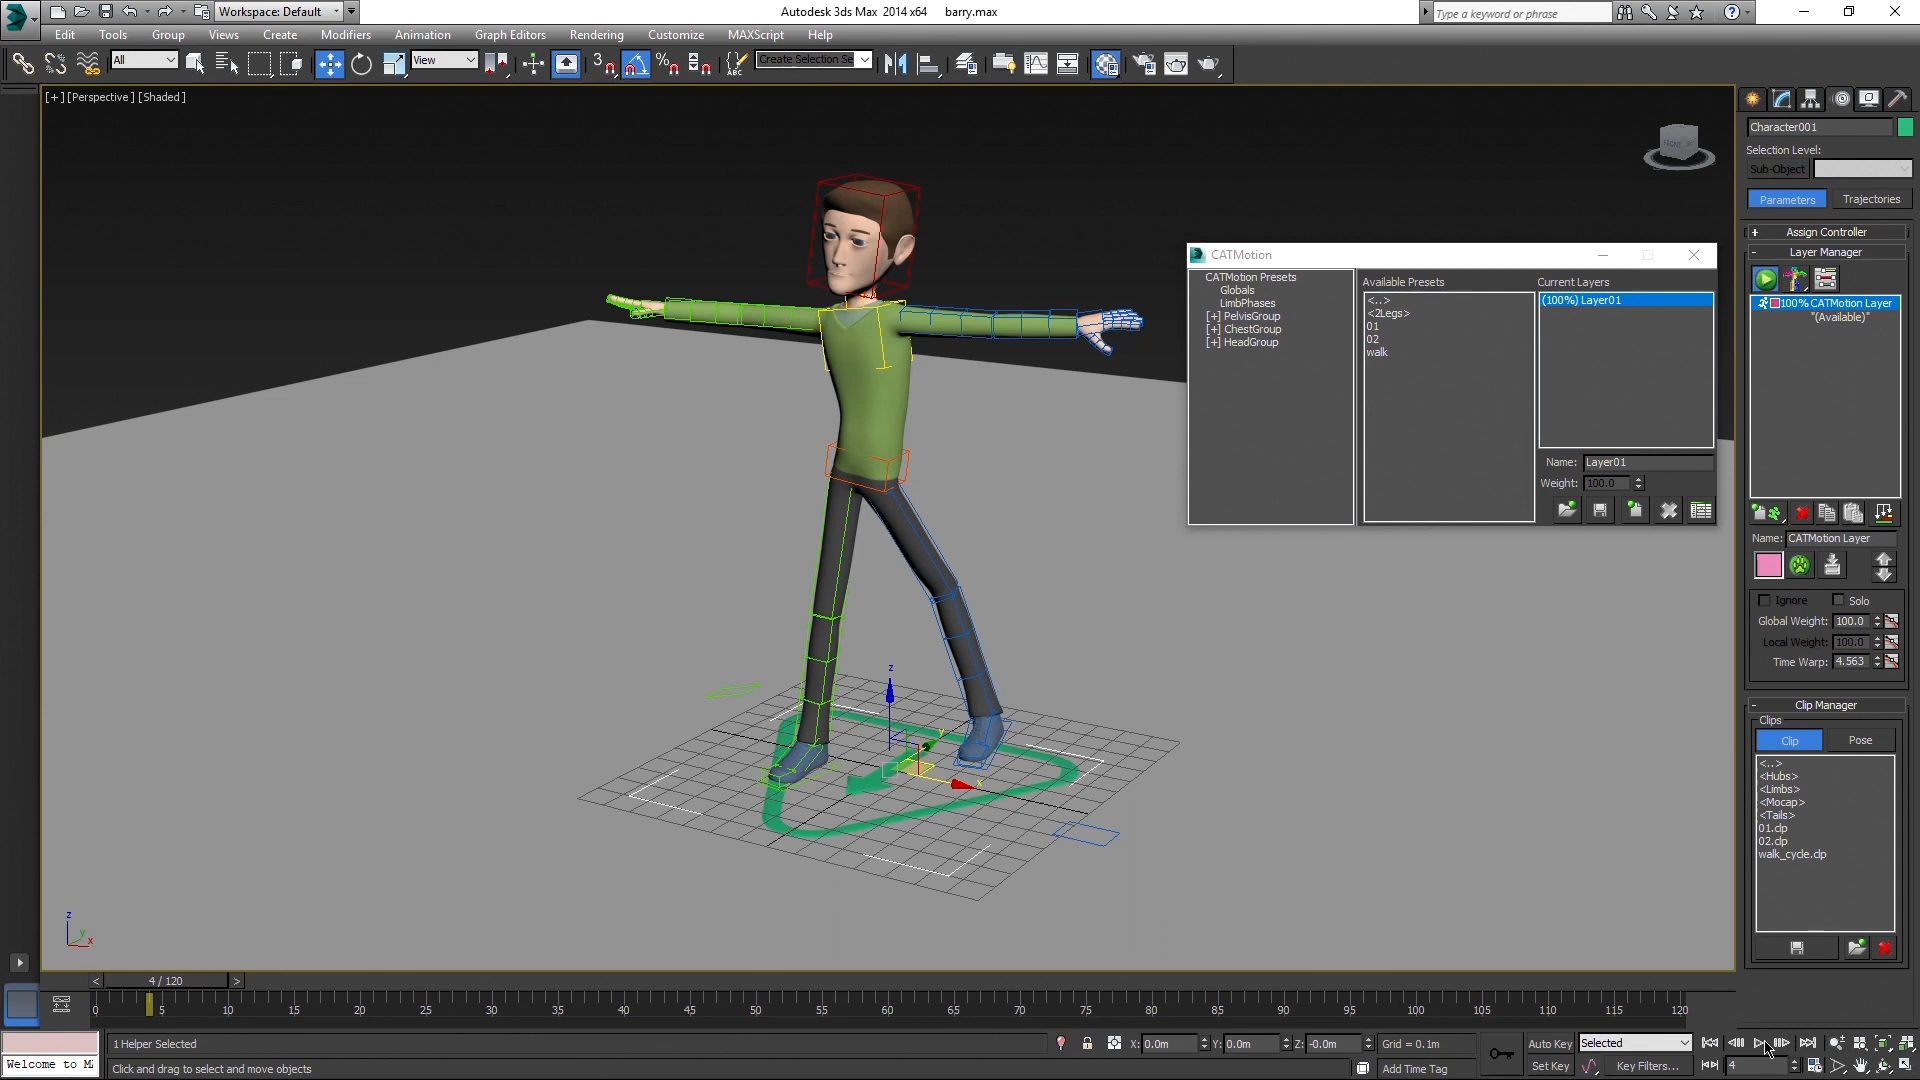 Workspace: Default
Autodesk 3ds Max 2014 x64 barry.max
Type a keyword or phrase
Edit Tools Group Views Create Modifiers Animation Graph Editors Rendering Customize MAXScript Help
All
View
Create Selection Se
[+] [Perspective] [Shaded]
Character001
Selection Level:
Sub-Object
Parameters Trajectories
+ Assign Controller
- Layer Manager
100% CATMotion Layer
"(Available)"
Name: CATMotion Layer
Ignore Solo
Global Weight: 100.0
Local Weight: 100.0
Time Warp: 4.563
- Clip Manager
Clips
Clip Pose
<..>
<Hubs>
<Limbs>
<Mocap>
<Tails>
01.clp
02.clp
walk_cycle.clp
CATMotion
CATMotion Presets
Globals
LimbPhases
[+] PelvisGroup
[+] ChestGroup
[+] HeadGroup
Available Presets
<..>
<2Legs>
01
02
walk
Current Layers
(100%) Layer01
Name: Layer01
Weight: 100.0
z
y
x
z
y
x
< 4 / 120 >
0 5 10 15 20 25 30 35 40 45 50 55 60 65 70 75 80 85 90 95 100 105 110 115 120
1 Helper Selected
X: 0.0m Y: 0.0m Z: -0.0m Grid = 0.1m
Auto Key Selected
Welcome to M
Click and drag to select and move objects
Add Time Tag
Set Key Key Filters...
4